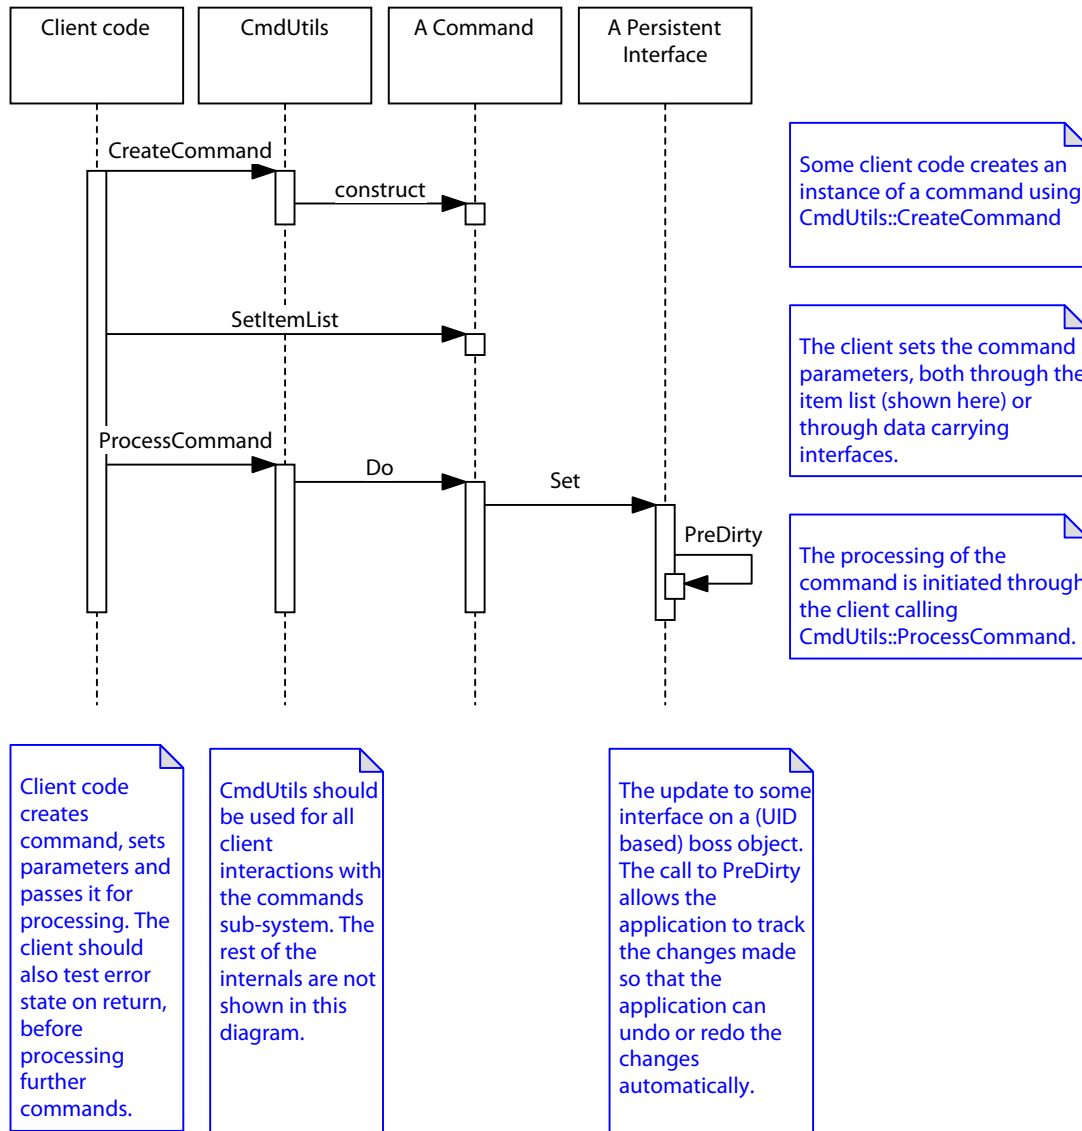 Client code
CmdUtils
A Command
A Persistent
Interface
CreateCommand
construct
Some client code creates an
instance of a command using
CmdUtils::CreateCommand
SetItemList
The client sets the command
parameters, both through the
item list (shown here) or
through data carrying
interfaces.
ProcessCommand
Do
Set
PreDirty
The processing of the
command is initiated through
the client calling
CmdUtils::ProcessCommand.
Client code
creates
command, sets
parameters and
passes it for
processing. The
client should
also test error
state on return,
before
processing
further
commands.
CmdUtils should
be used for all
client
interactions with
the commands
sub-system. The
rest of the
internals are not
shown in this
diagram.
The update to some
interface on a (UID
based) boss object.
The call to PreDirty
allows the
application to track
the changes made
so that the
application can
undo or redo the
changes
automatically.